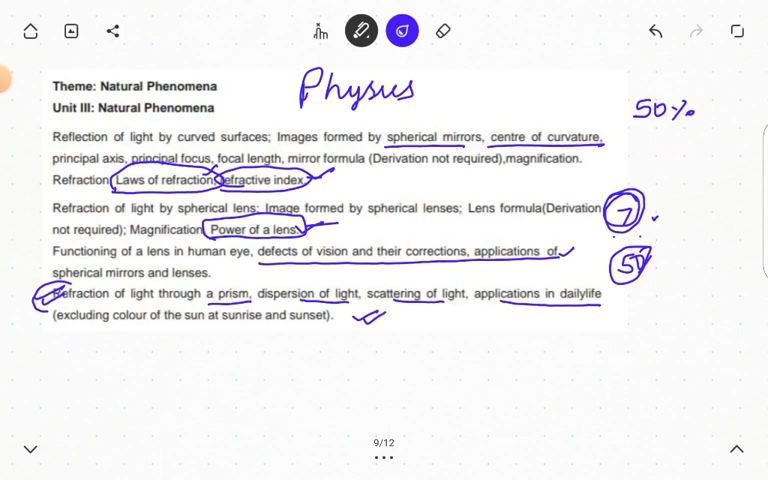 Physics
50%
Theme: Natural Phenomena
Unit III: Natural Phenomena
Reflection of light by curved surfaces; Images formed by spherical mirrors, centre of curvature,
principal axis, principal focus, focal length, mirror formula (Derivation not required),magnification.
Refraction; Laws of refraction, refractive index.
Refraction of light by spherical lens; Image formed by spherical lenses; Lens formula(Derivation
not required); Magnification. Power of a lens.
7
Functioning of a lens in human eye, defects of vision and their corrections, applications of
spherical mirrors and lenses.
Refraction of light through a prism, dispersion of light, scattering of light, applications in dailylife
(excluding colour of the sun at sunrise and sunset).
9/12